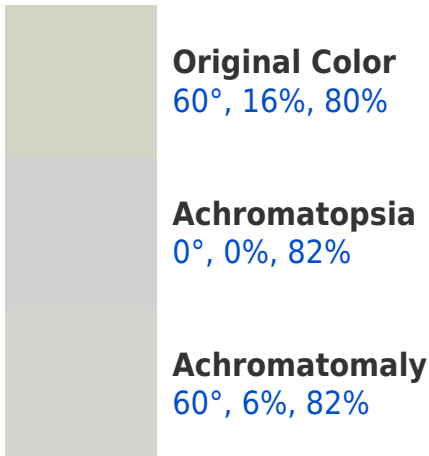 Original Color
60°, 16%, 80%
Achromatopsia
0°, 0%, 82%
Achromatomaly
60°, 6%, 82%